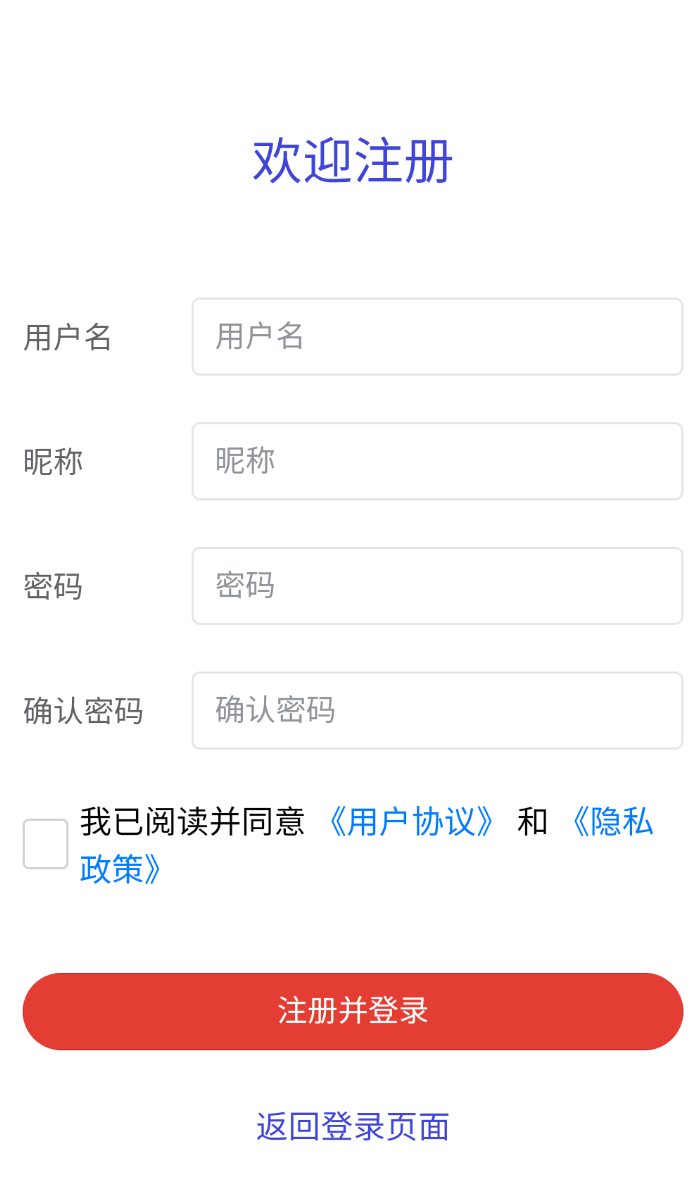 欢迎注册
用户名 用户名
昵称 昵称
密码 密码
确认密码 确认密码
我已阅读并同意 《用户协议》 和 《隐私
政策》
注册并登录
返回登录页面